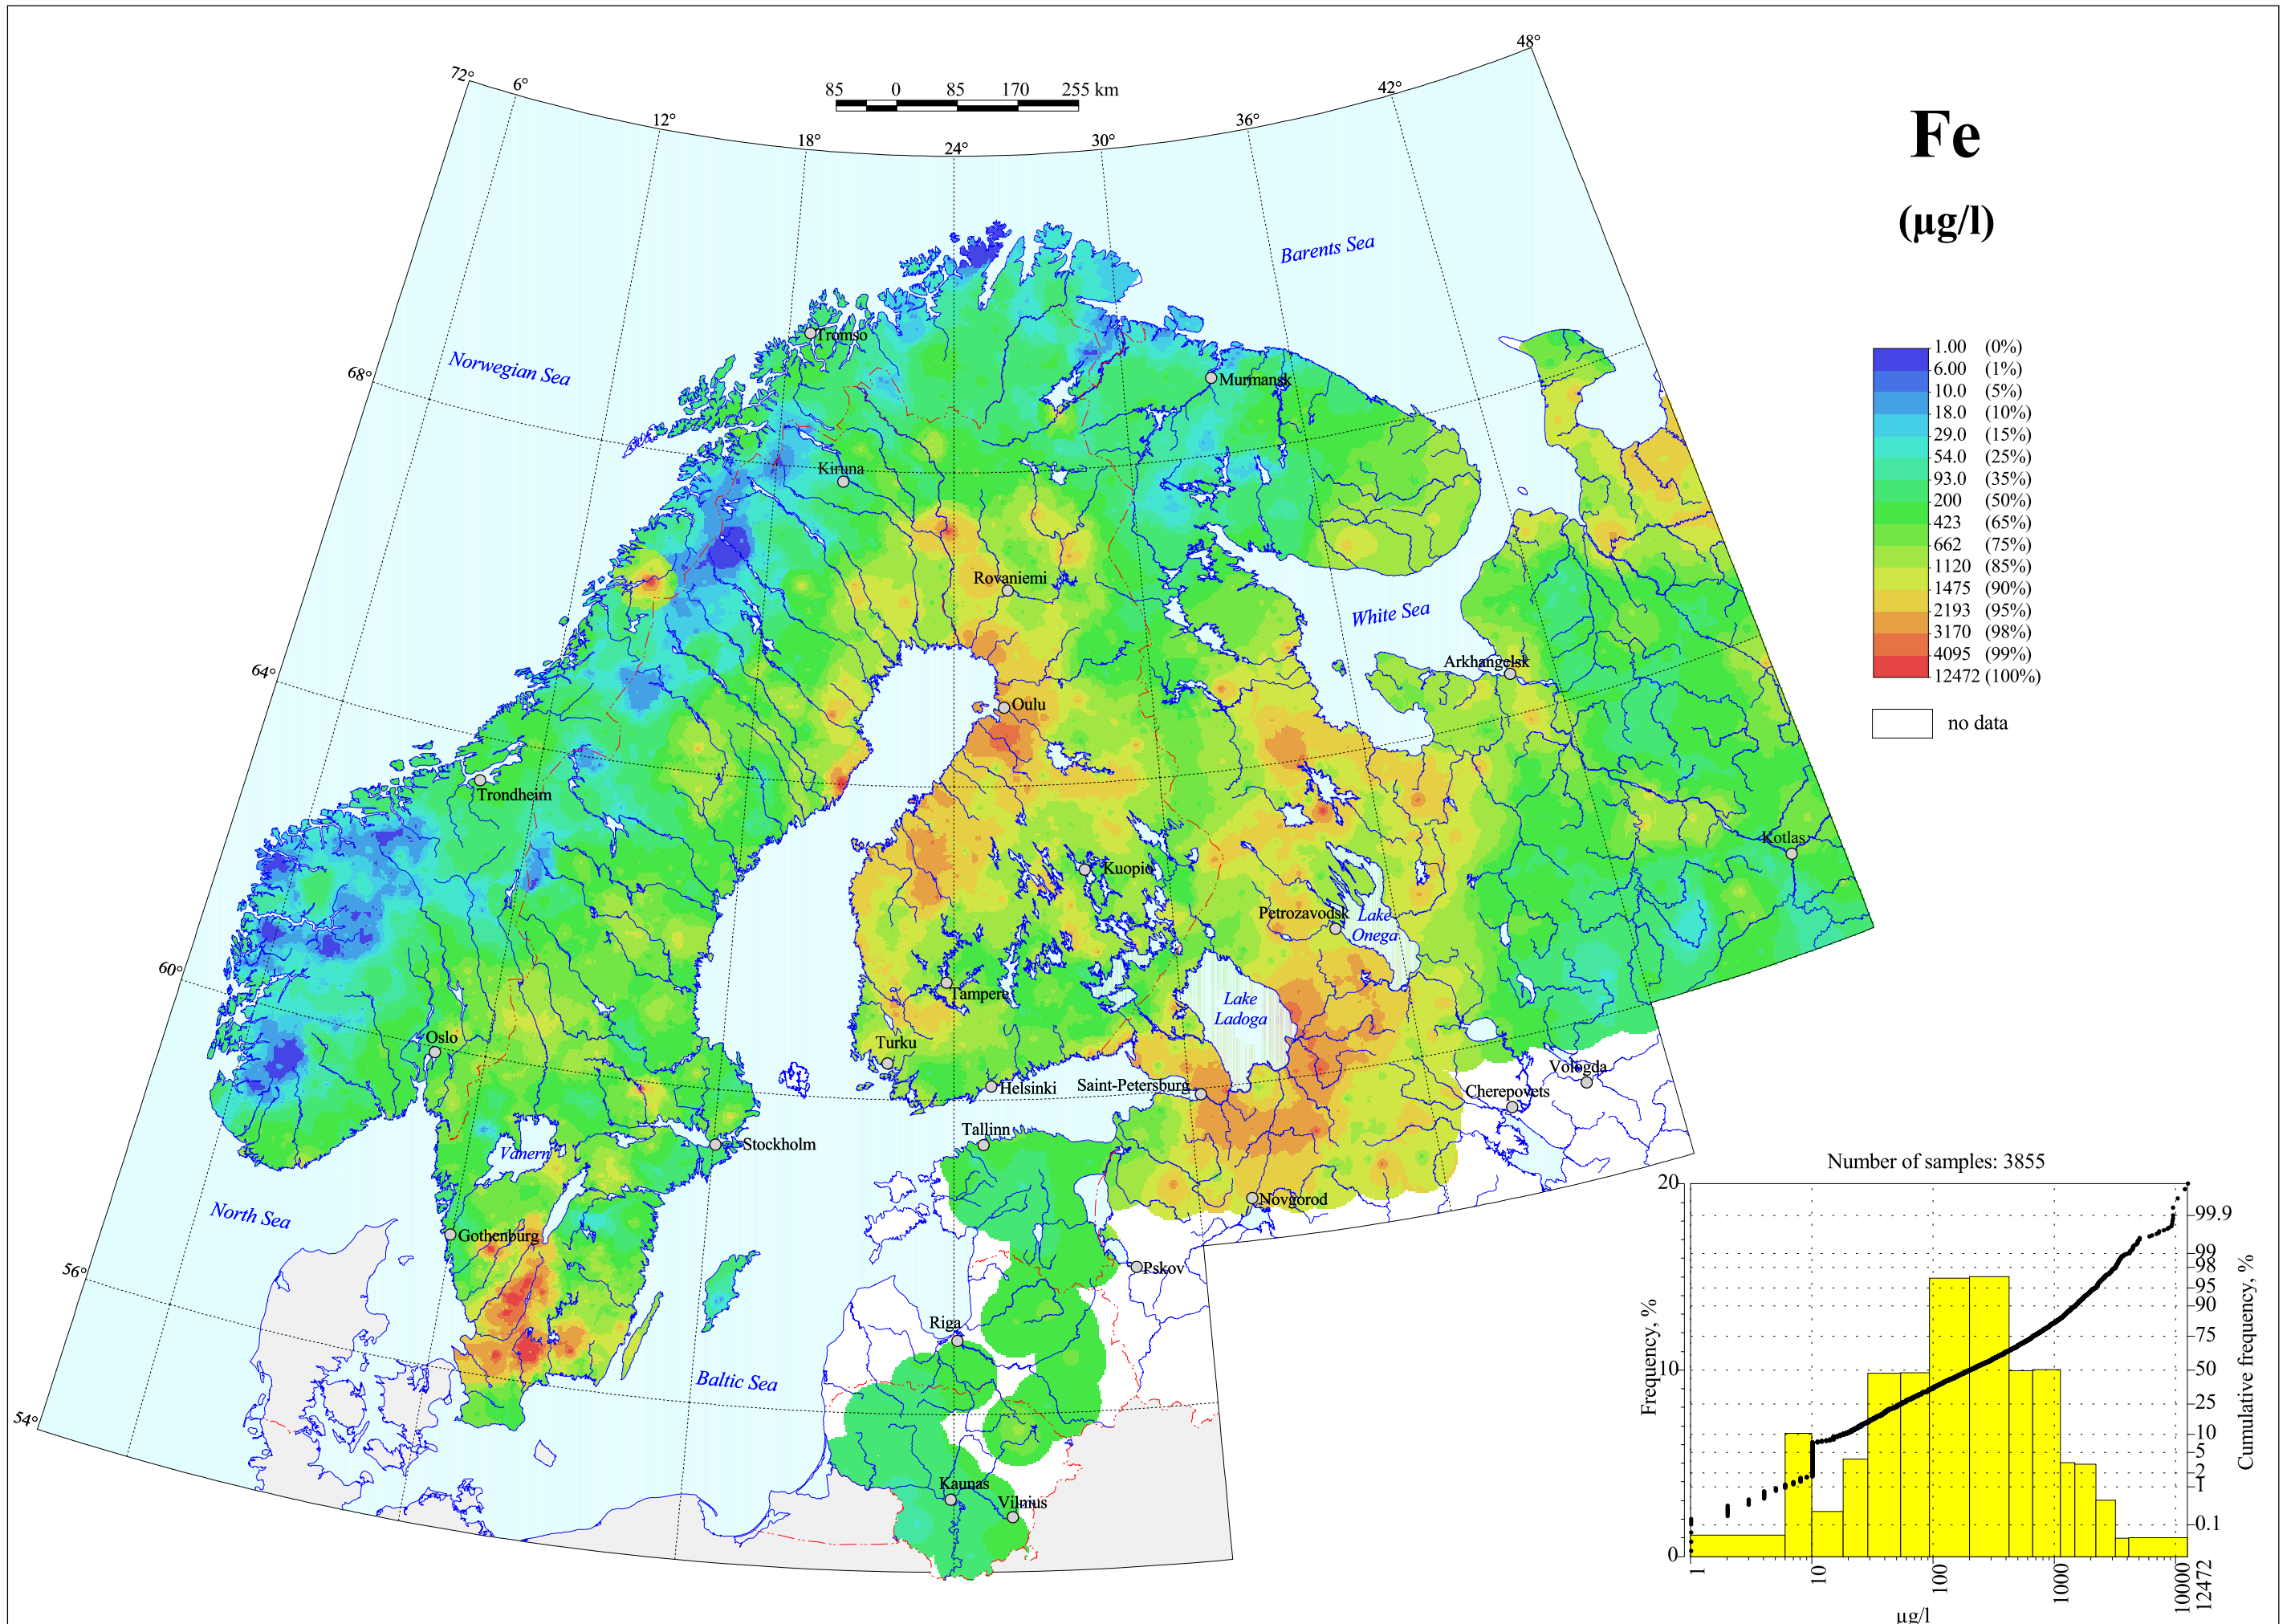 48°
72°
6°
42°
85 0 85 170 255 km
12°
36°
18°
30°
24°
Fe
(µg/l)
Barents Sea
Tromso
Norwegian Sea
68°
Murmansk
1.00 (0%)
6.00 (1%)
10.0 (5%)
18.0 (10%)
29.0 (15%)
54.0 (25%)
93.0 (35%)
200 (50%)
423 (65%)
662 (75%)
1120 (85%)
1475 (90%)
2193 (95%)
3170 (98%)
4095 (99%)
12472 (100%)
no data
Kiruna
Rovaniemi
White Sea
Arkhangelsk
64°
Oulu
Trondheim
Kotlas
Kuopio
Petrozavodsk
Lake
Onega
60°
Tampere
Lake
Ladoga
Oslo
Turku
Helsinki
Saint-Petersburg
Vologda
Cherepovets
Tallinn
Stockholm
Vanern
Novgorod
North Sea
Gothenburg
Pskov
56°
Riga
Baltic Sea
54°
Kaunas
Vilnius
Number of samples: 3855
20
10
0
Frequency, %
99.9
99
98
95
90
75
50
25
10
5
2
1
0.1
Cumulative frequency, %
1 10 100 1000 10000 12472
µg/l